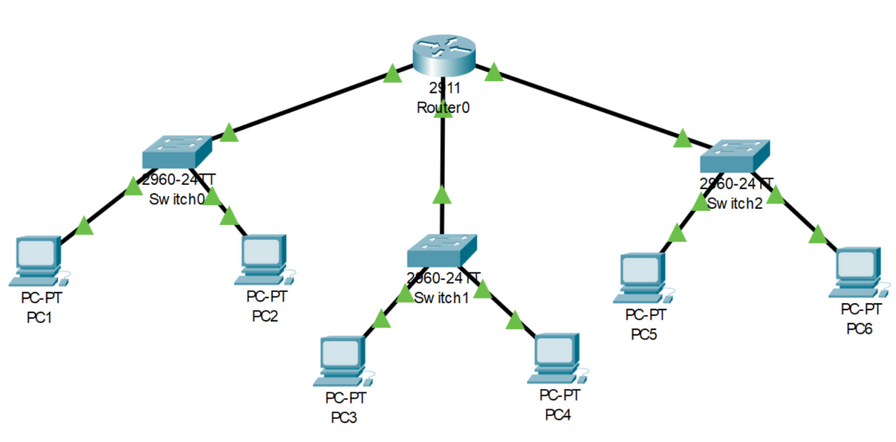 2911
Router0
2960-24TT
Switch0
2960-24TT
Switch2
2960-24TT
Switch1
PC-PT
PC1
PC-PT
PC2
PC-PT
PC3
PC-PT
PC4
PC-PT
PC5
PC-PT
PC6